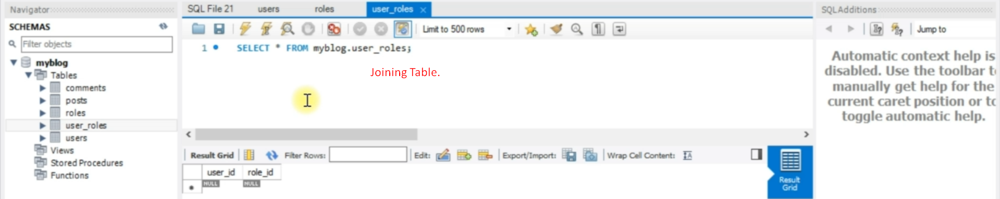 Navigator
SCHEMAS
Filter objects
myblog
Tables
comments
posts
roles
user_roles
users
Views
Stored Procedures
Functions
SQL File 21 users roles user_roles
Limit to 500 rows
1 SELECT * FROM myblog.user_roles;
Joining Table.
Result Grid Filter Rows: Edit: Export/Import: Wrap Cell Content:
user_id role_id
NULL NULL
Result
Grid
SQLAdditions
Jump to
Automatic context help is
disabled. Use the toolbar t
manually get help for the
current caret position or to
toggle automatic help.